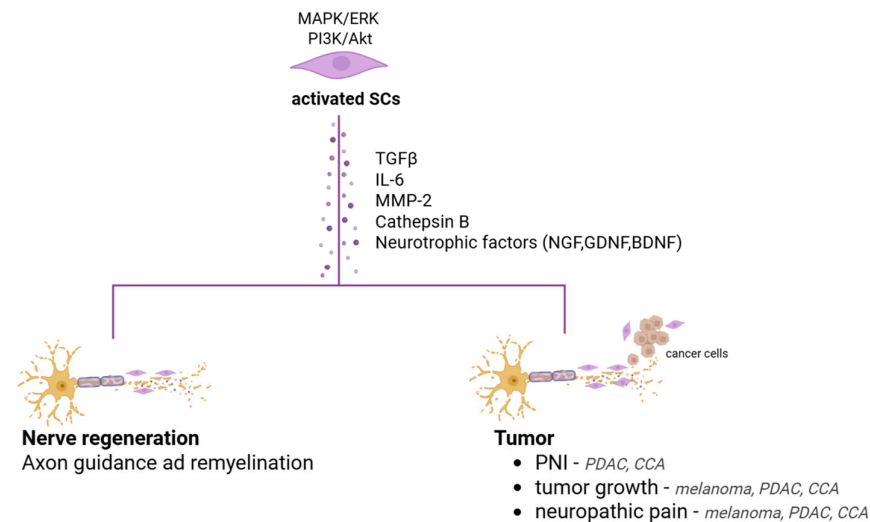 MAPK/ERK
PI3K/Akt
activated SCs
TGFβ
IL-6
MMP-2
Cathepsin B
Neurotrophic factors (NGF,GDNF,BDNF)
cancer cells
Nerve regeneration
Axon guidance ad remyelination
Tumor
• PNI - PDAC, CCA
• tumor growth - melanoma, PDAC, CCA
• neuropathic pain - melanoma, PDAC, CCA